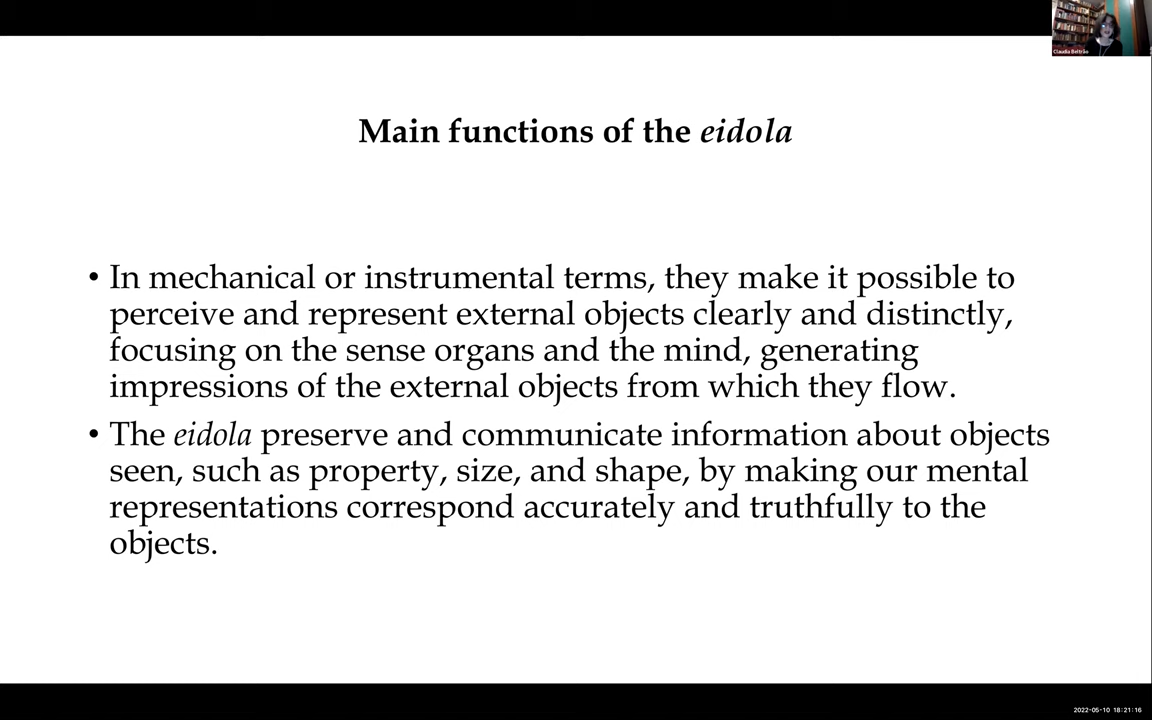 Claudia Beltrão
Main functions of the eidola
• In mechanical or instrumental terms, they make it possible to
perceive and represent external objects clearly and distinctly,
focusing on the sense organs and the mind, generating
impressions of the external objects from which they flow.
• The eidola preserve and communicate information about objects
seen, such as property, size, and shape, by making our mental
representations correspond accurately and truthfully to the
objects.
2022-05-10 18:21:16